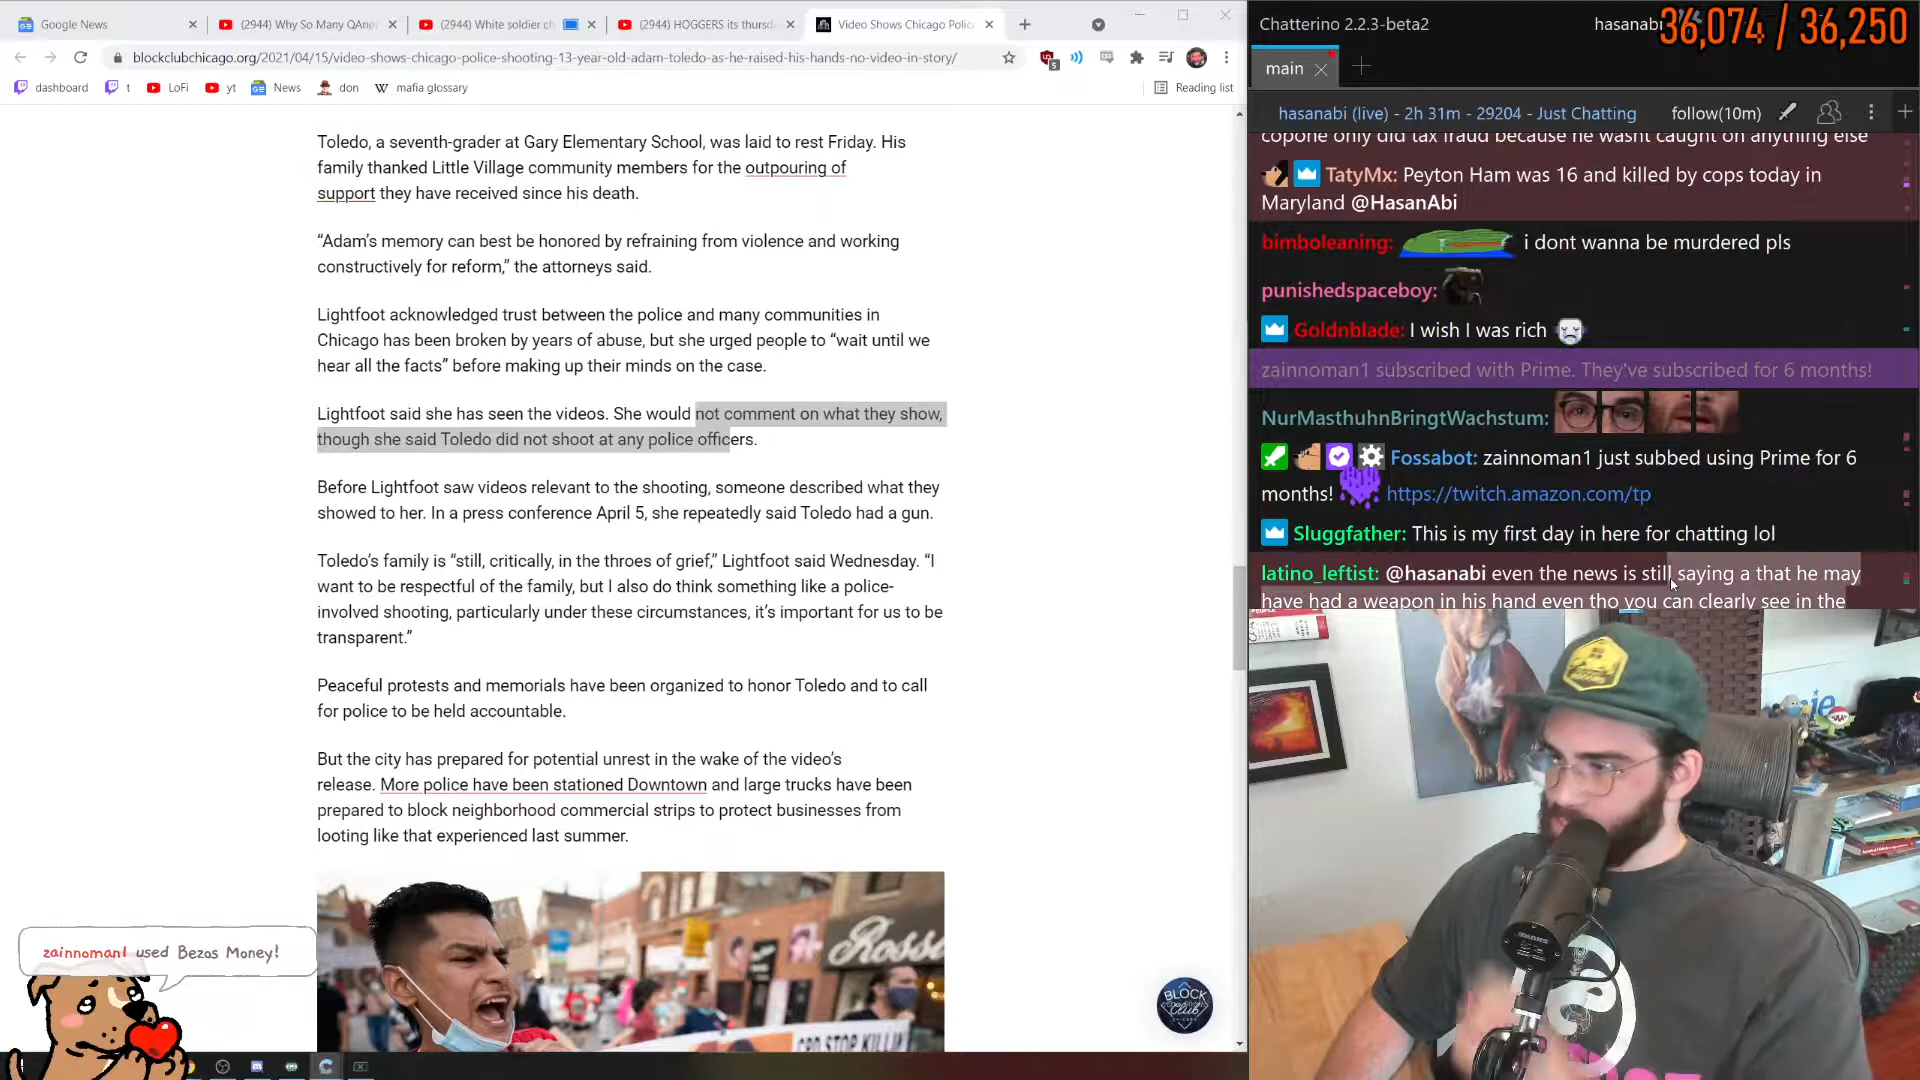 Google News
(2944) Why So Many QAnon
(2944) White soldier ch
(2944) HOGGERS its thursd
Video Shows Chicago Polic
blockclubchicago.org/2021/04/15/video-shows-chicago-police-shooting-13-year-old-adam-toledo-as-he-raised-his-hands-no-video-in-story/
5
dashboard
t
LoFi
yt
News
don
mafia glossary
Reading list
Toledo, a seventh-grader at Gary Elementary School, was laid to rest Friday. His
family thanked Little Village community members for the outpouring of
support they have received since his death.
“Adam’s memory can best be honored by refraining from violence and working
constructively for reform,” the attorneys said.
Lightfoot acknowledged trust between the police and many communities in
Chicago has been broken by years of abuse, but she urged people to “wait until we
hear all the facts” before making up their minds on the case.
Lightfoot said she has seen the videos. She would not comment on what they show,
though she said Toledo did not shoot at any police officers.
Before Lightfoot saw videos relevant to the shooting, someone described what they
showed to her. In a press conference April 5, she repeatedly said Toledo had a gun.
Toledo’s family is “still, critically, in the throes of grief,” Lightfoot said Wednesday. “I
want to be respectful of the family, but I also do think something like a police-
involved shooting, particularly under these circumstances, it’s important for us to be
transparent.”
Peaceful protests and memorials have been organized to honor Toledo and to call
for police to be held accountable.
But the city has prepared for potential unrest in the wake of the video’s
release. More police have been stationed Downtown and large trucks have been
prepared to block neighborhood commercial strips to protect businesses from
looting like that experienced last summer.
Ross
CPD STOP KILLIN
BLOCK
Club
CHICAGO
zainnoman1 used Bezos Money!
Chatterino 2.2.3-beta2
hasanabi
36,074 / 36,250
main
hasanabi (live) - 2h 31m - 29204 - Just Chatting
follow(10m)
copone only did tax fraud because he wasnt caught on anything else
TatyMx: Peyton Ham was 16 and killed by cops today in
Maryland @HasanAbi
bimboleaning: i dont wanna be murdered pls
punishedspaceboy:
Goldnblade: I wish I was rich
zainnoman1 subscribed with Prime. They've subscribed for 6 months!
NurMasthuhnBringtWachstum:
Fossabot: zainnoman1 just subbed using Prime for 6
months! https://twitch.amazon.com/tp
Sluggfather: This is my first day in here for chatting lol
latino_leftist: @hasanabi even the news is still saying a that he may
have had a weapon in his hand even tho you can clearly see in the